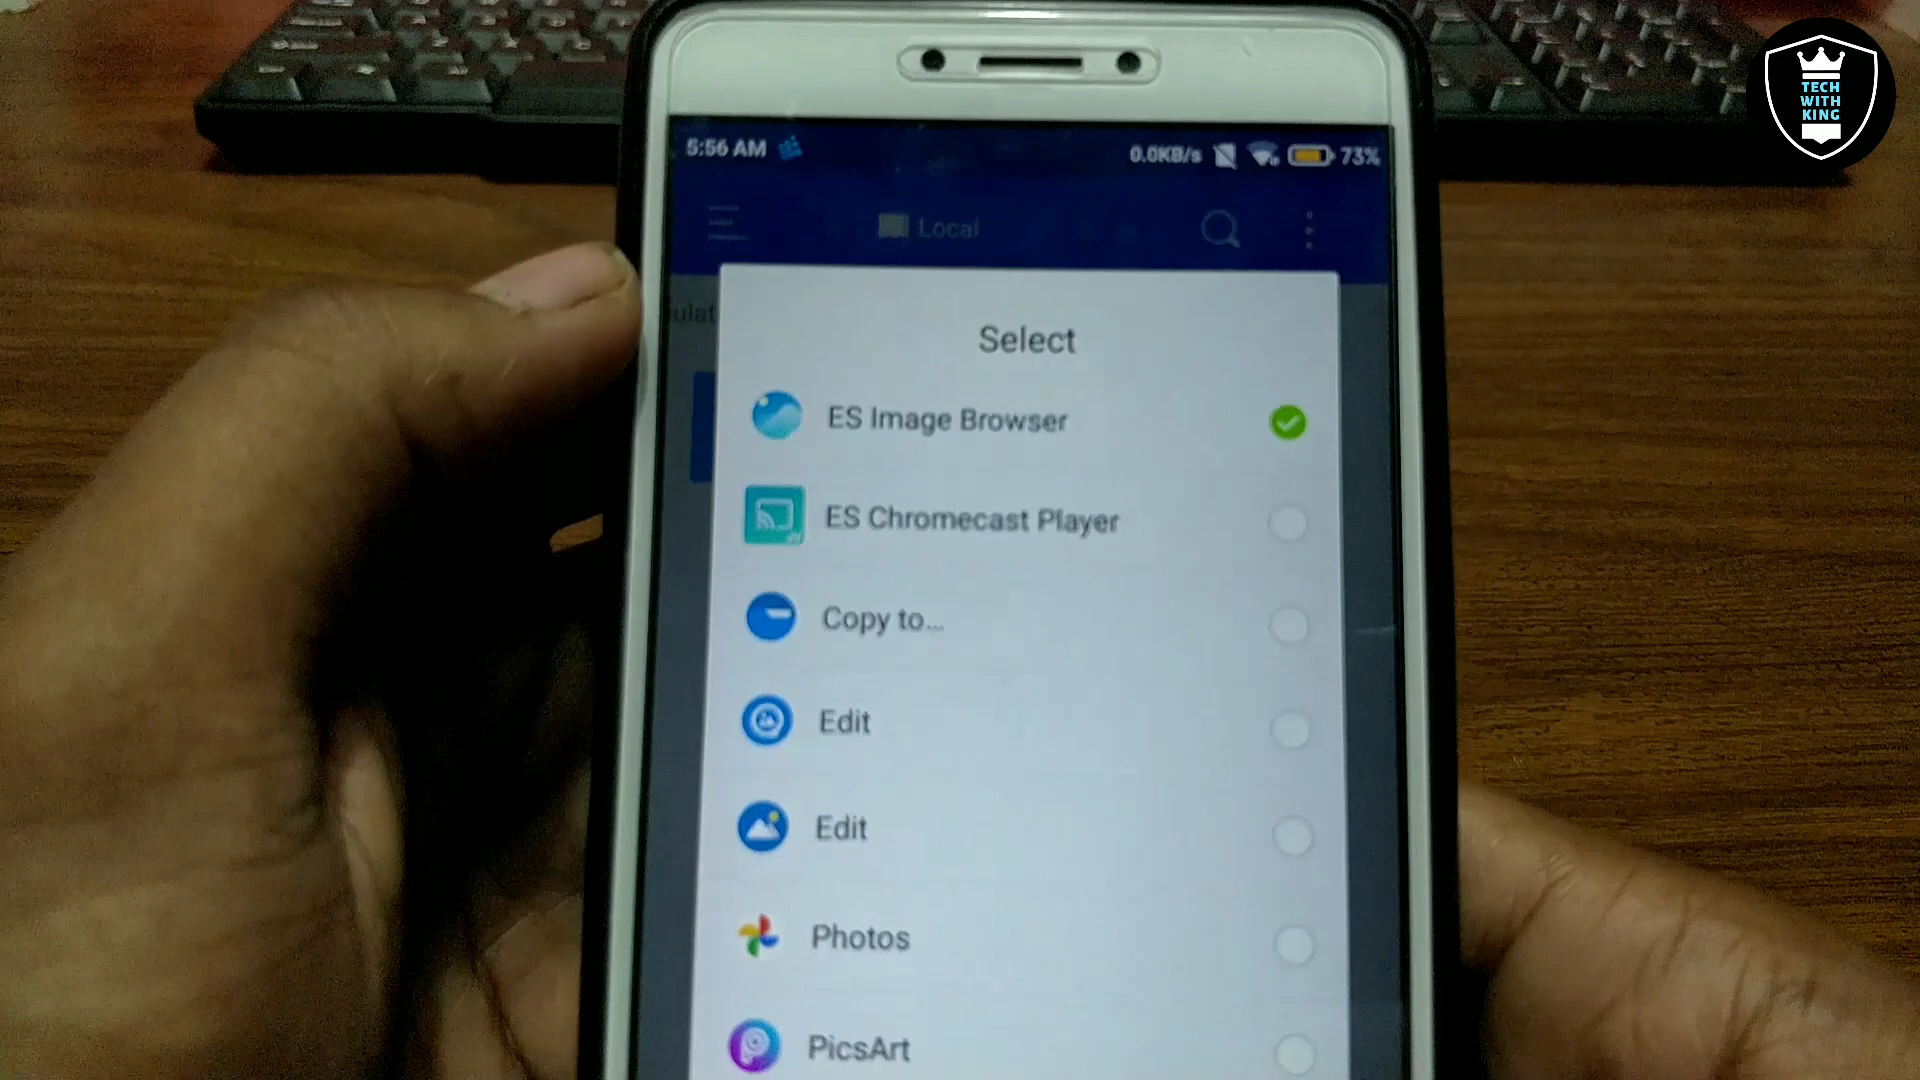 TECH
WITH
KING
5:56 AM
0.0KB/s
73%
Local
ulat
Select
ES Image Browser
ES Chromecast Player
Copy to...
Edit
Edit
Photos
PicsArt